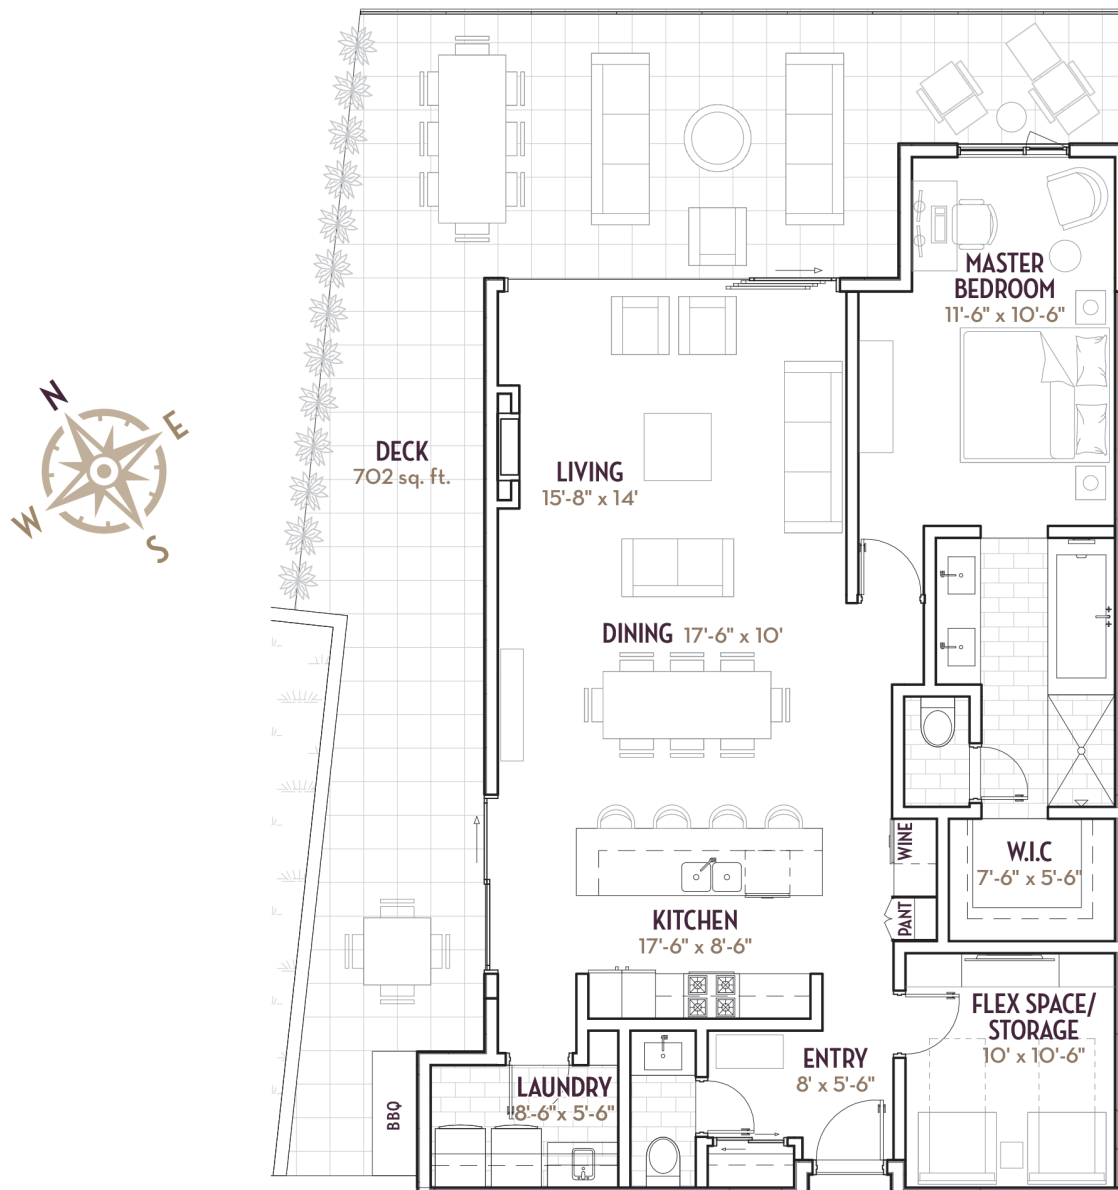 MASTER
BEDROOM
11'-6" x 10'-6"
N
E
W
S
DECK
702 sq. ft.
LIVING
15'-8" x 14'
DINING 17'-6" x 10'
WINE
W.I.C
7'-6" x 5'-6"
PANT
KITCHEN
17'-6" x 8'-6"
FLEX SPACE/
STORAGE
10' x 10'-6"
ENTRY
8' x 5'-6"
LAUNDRY
8'-6" x 5'-6"
BBQ